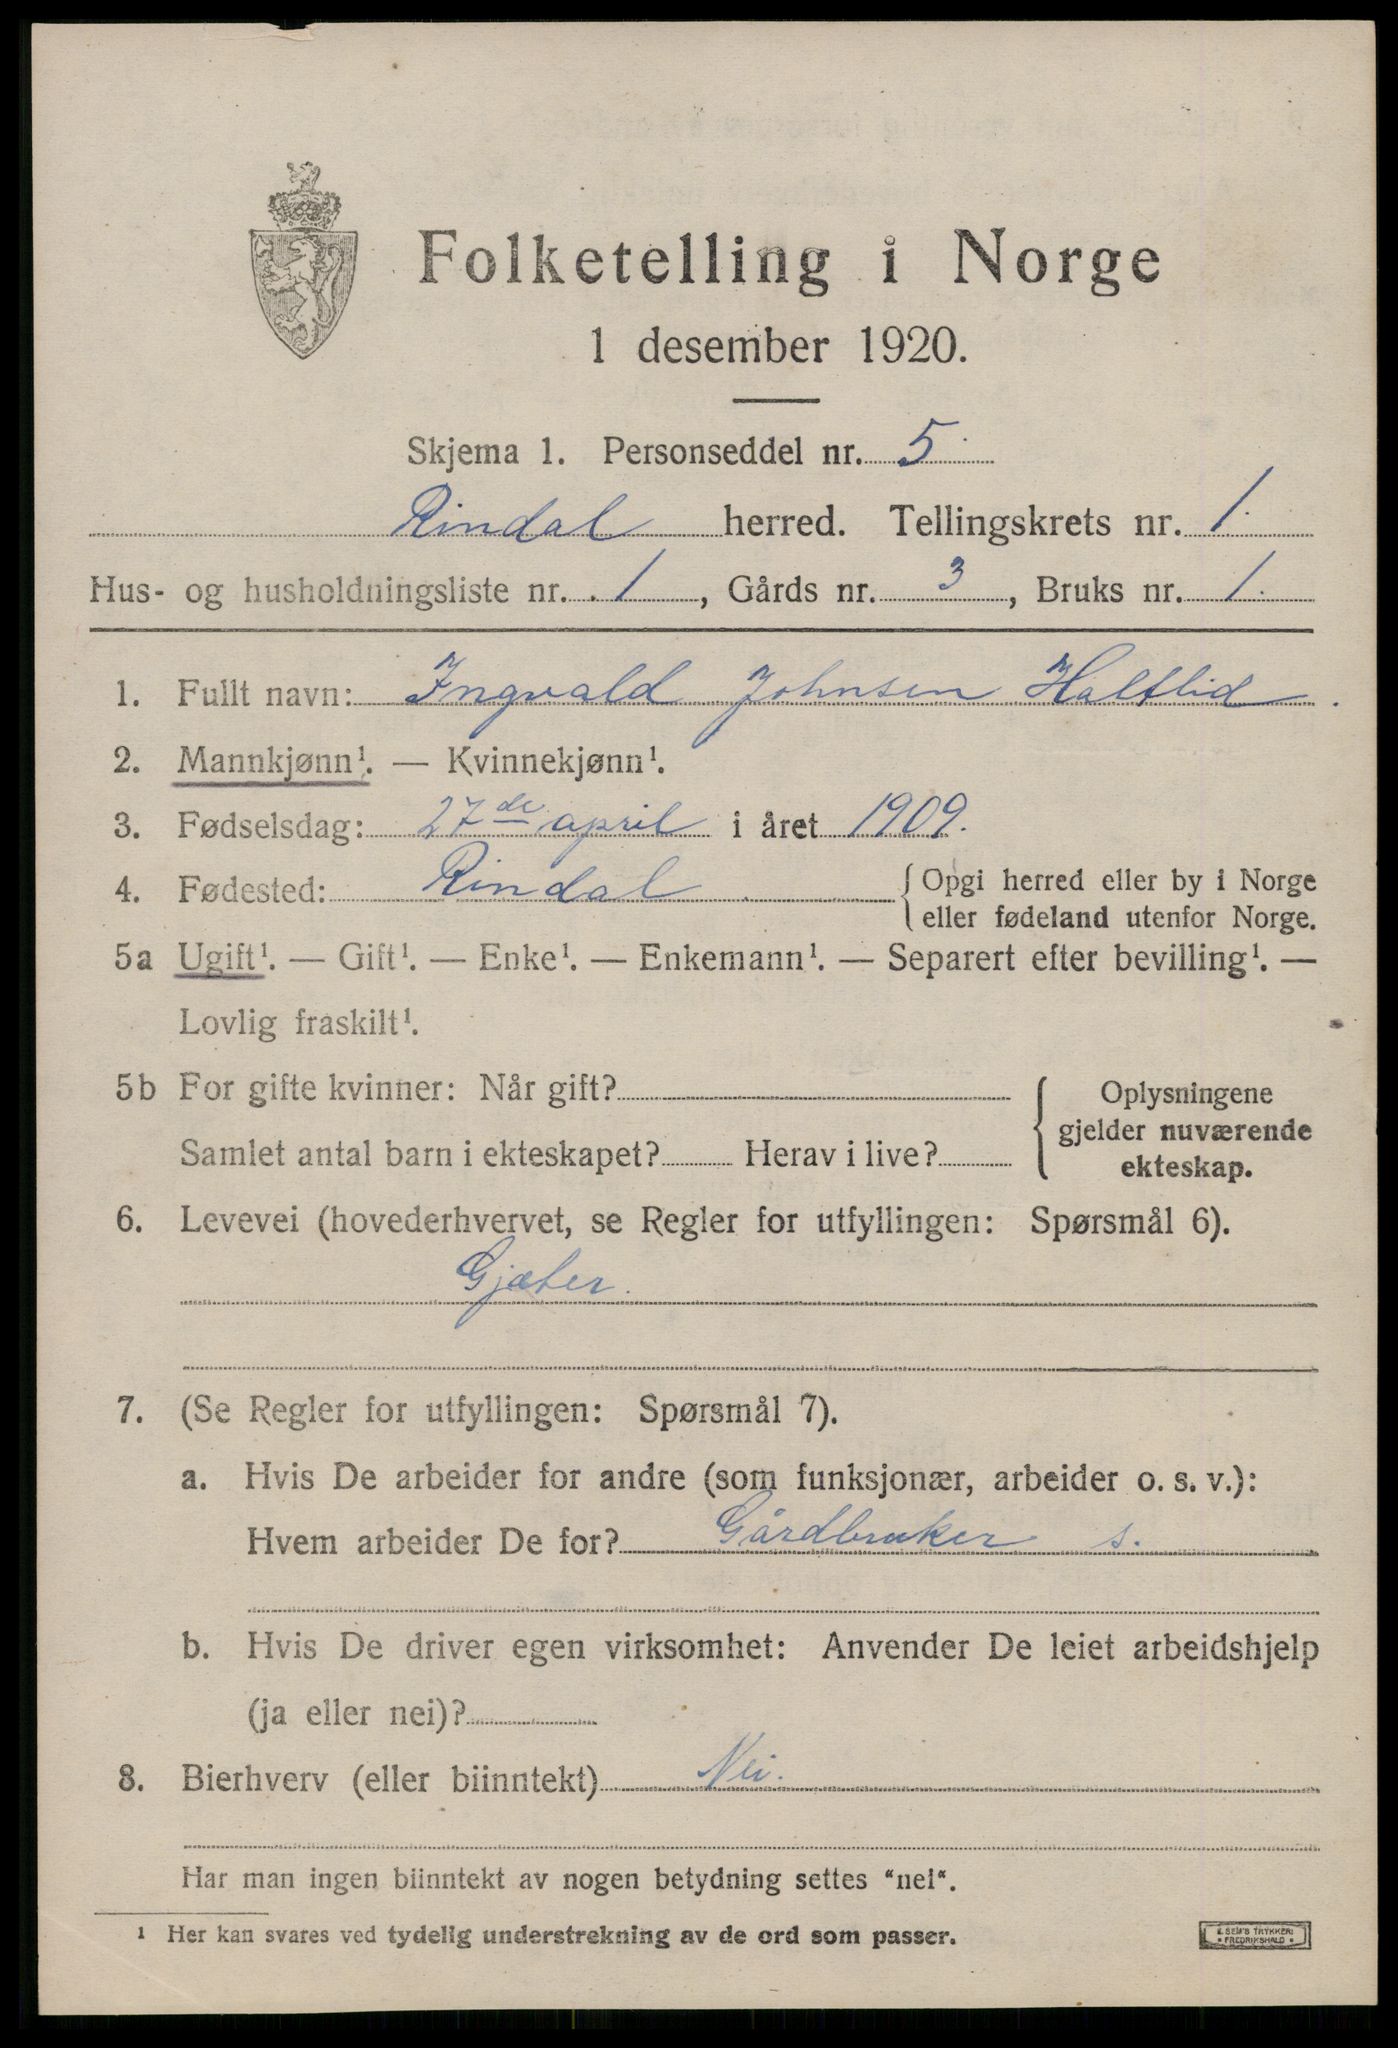 Folketelling i Norge
1 desember 1920.
Skjema 1. Personseddel nr. 5
Rindal herred. Tellingskrets nr. 1.
Hus- og husholdningsliste nr. 1, Gårds nr. 3, Bruks nr. 1.
1. Fullt navn: Ingvald Johnsen Haltlid.
2. Mannkjønn¹. — Kvinnekjønn¹.
3. Fødselsdag: 27de april i året 1909.
4. Fødested: Rindal { Opgi herred eller by i Norge
eller fødeland utenfor Norge.
5a Ugift¹. — Gift¹. — Enke¹. — Enkemann¹. — Separert efter bevilling¹. —
Lovlig fraskilt¹.
5b For gifte kvinner: Når gift? { Oplysningene
gjelder nuværende
Samlet antal barn i ekteskapet? Herav i live? ekteskap.
6. Levevei (hovederhvervet, se Regler for utfyllingen: Spørsmål 6).
Gjæter.
7. (Se Regler for utfyllingen: Spørsmål 7).
a. Hvis De arbeider for andre (som funksjonær, arbeider o. s. v.):
Hvem arbeider De for? Gårdbruker s.
b. Hvis De driver egen virksomhet: Anvender De leiet arbeidshjelp
(ja eller nei)?
8. Bierhverv (eller biinntekt) Nei.
Har man ingen biinntekt av nogen betydning settes "nei".
¹ Her kan svares ved tydelig understrekning av de ord som passer.
E SEM'S TRYKKERI
• FREDRIKSHALD •